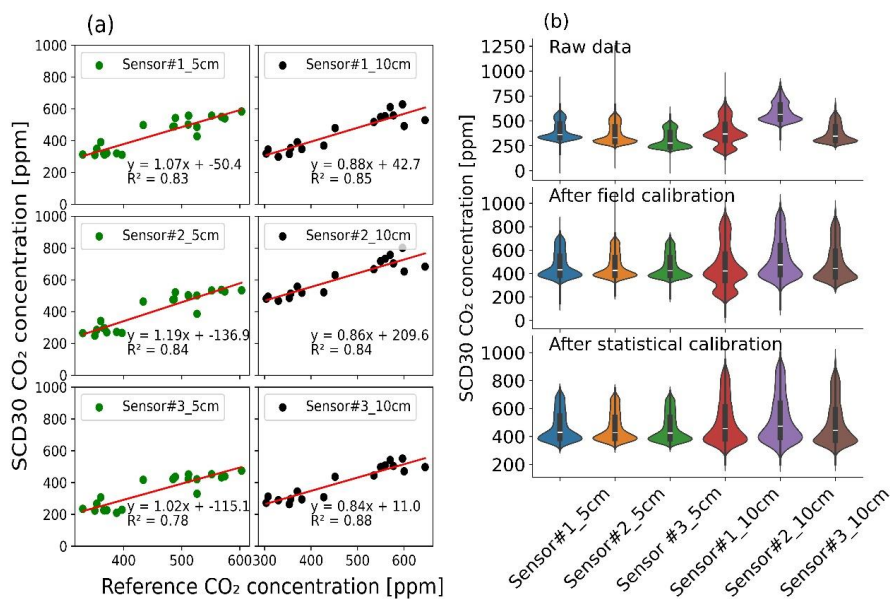 (a)
SCD30 CO₂ concentration [ppm]
1000
800
600
400
200
0
Sensor#1_5cm
y = 1.07x + -50.4
R² = 0.83
Sensor#1_10cm
y = 0.88x + 42.7
R² = 0.85
1000
800
600
400
200
0
Sensor#2_5cm
y = 1.19x + -136.9
R² = 0.84
Sensor#2_10cm
y = 0.86x + 209.6
R² = 0.84
1000
800
600
400
200
0
Sensor#3_5cm
y = 1.02x + -115.1
R² = 0.78
Sensor#3_10cm
y = 0.84x + 11.0
R² = 0.88
400
500
600
300
400
500
600
Reference CO₂ concentration [ppm]
(b)
SCD30 CO₂ concentration [ppm]
Raw data
1250
1000
750
500
250
0
After field calibration
1000
800
600
400
200
0
After statistical calibration
1000
800
600
400
200
Sensor#1_5cm
Sensor#2_5cm
Sensor #3_5cm
Sensor#1_10cm
Sensor#2_10cm
Sensor#3_10cm